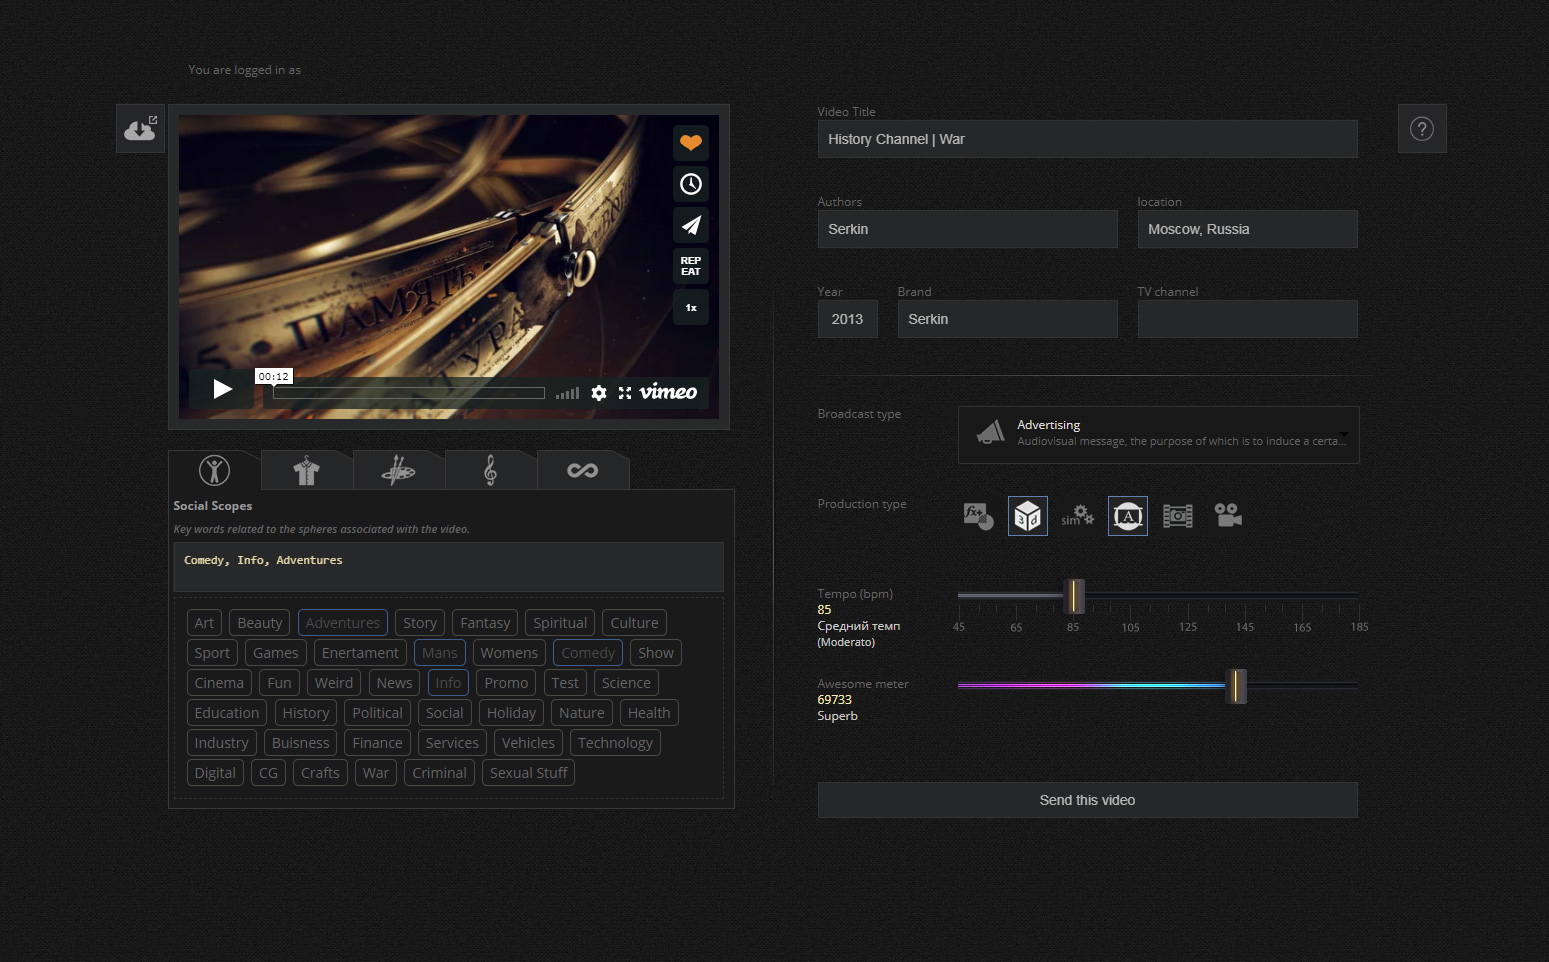 You are logged in as
REP
EAT
1x
ПАМЯТЬ
5 •
00:12
vimeo
Social Scopes
Key words related to the spheres associated with the video.
Comedy, Info, Adventures
Art Beauty Adventures Story Fantasy Spiritual Culture
Sport Games Enertament Mans Womens Comedy Show
Cinema Fun Weird News Info Promo Test Science
Education History Political Social Holiday Nature Health
Industry Buisness Finance Services Vehicles Technology
Digital CG Crafts War Criminal Sexual Stuff
Video Title
History Channel | War
?
Authors location
Serkin Moscow, Russia
Year Brand TV channel
2013 Serkin
Broadcast type
Advertising
Audiovisual message, the purpose of which is to induce a certa...
Production type
fx+ 3d sim A
Tempo (bpm)
85
Средний темп
(Moderato)
45 65 85 105 125 145 165 185
Awesome meter
69733
Superb
Send this video